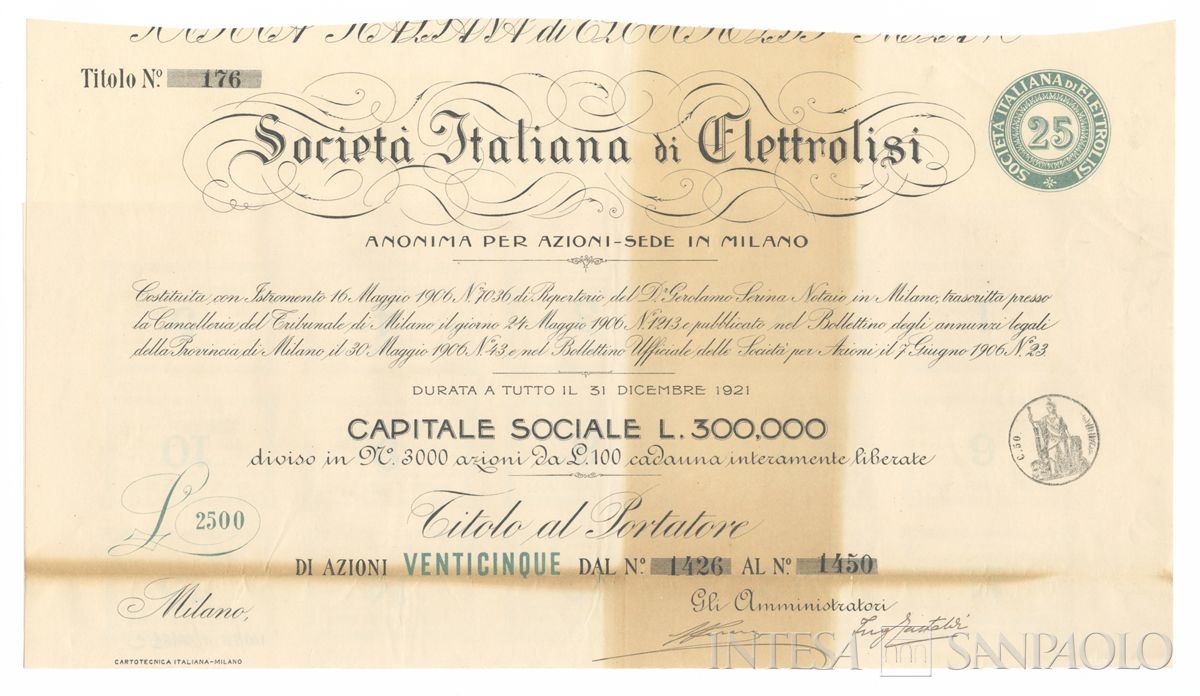 Titolo N.º 176
Società Italiana di Elettrolisi
SOCIETÀ ITALIANA DI ELETTROLISI
25
ANONIMA PER AZIONI-SEDE IN MILANO
Costituita con Istromento 16 Maggio 1906 N.º 7036 di Repertorio del D.r Gerolamo Serina Notaio in Milano, trascritta presso
la Cancelleria del Tribunale di Milano il giorno 24 Maggio 1906 N.º 1213 e pubblicato nel Bollettino degli annunzi legali
della Provincia di Milano il 30 Maggio 1906 N.º 43 e nel Bollettino Ufficiale delle Società per Azioni il 7 Giugno 1906 N.º 23
DURATA A TUTTO IL 31 DICEMBRE 1921
CAPITALE SOCIALE L. 300,000
diviso in N.º 3000 azioni da L. 100 cadauna interamente liberate
C. 50.
£ 2500
Titolo al Portatore
DI AZIONI VENTICINQUE DAL N.º 1426 AL N.º 1450
Milano,
Gli Amministratori
CARTOTECNICA ITALIANA-MILANO
INTESA SANPAOLO